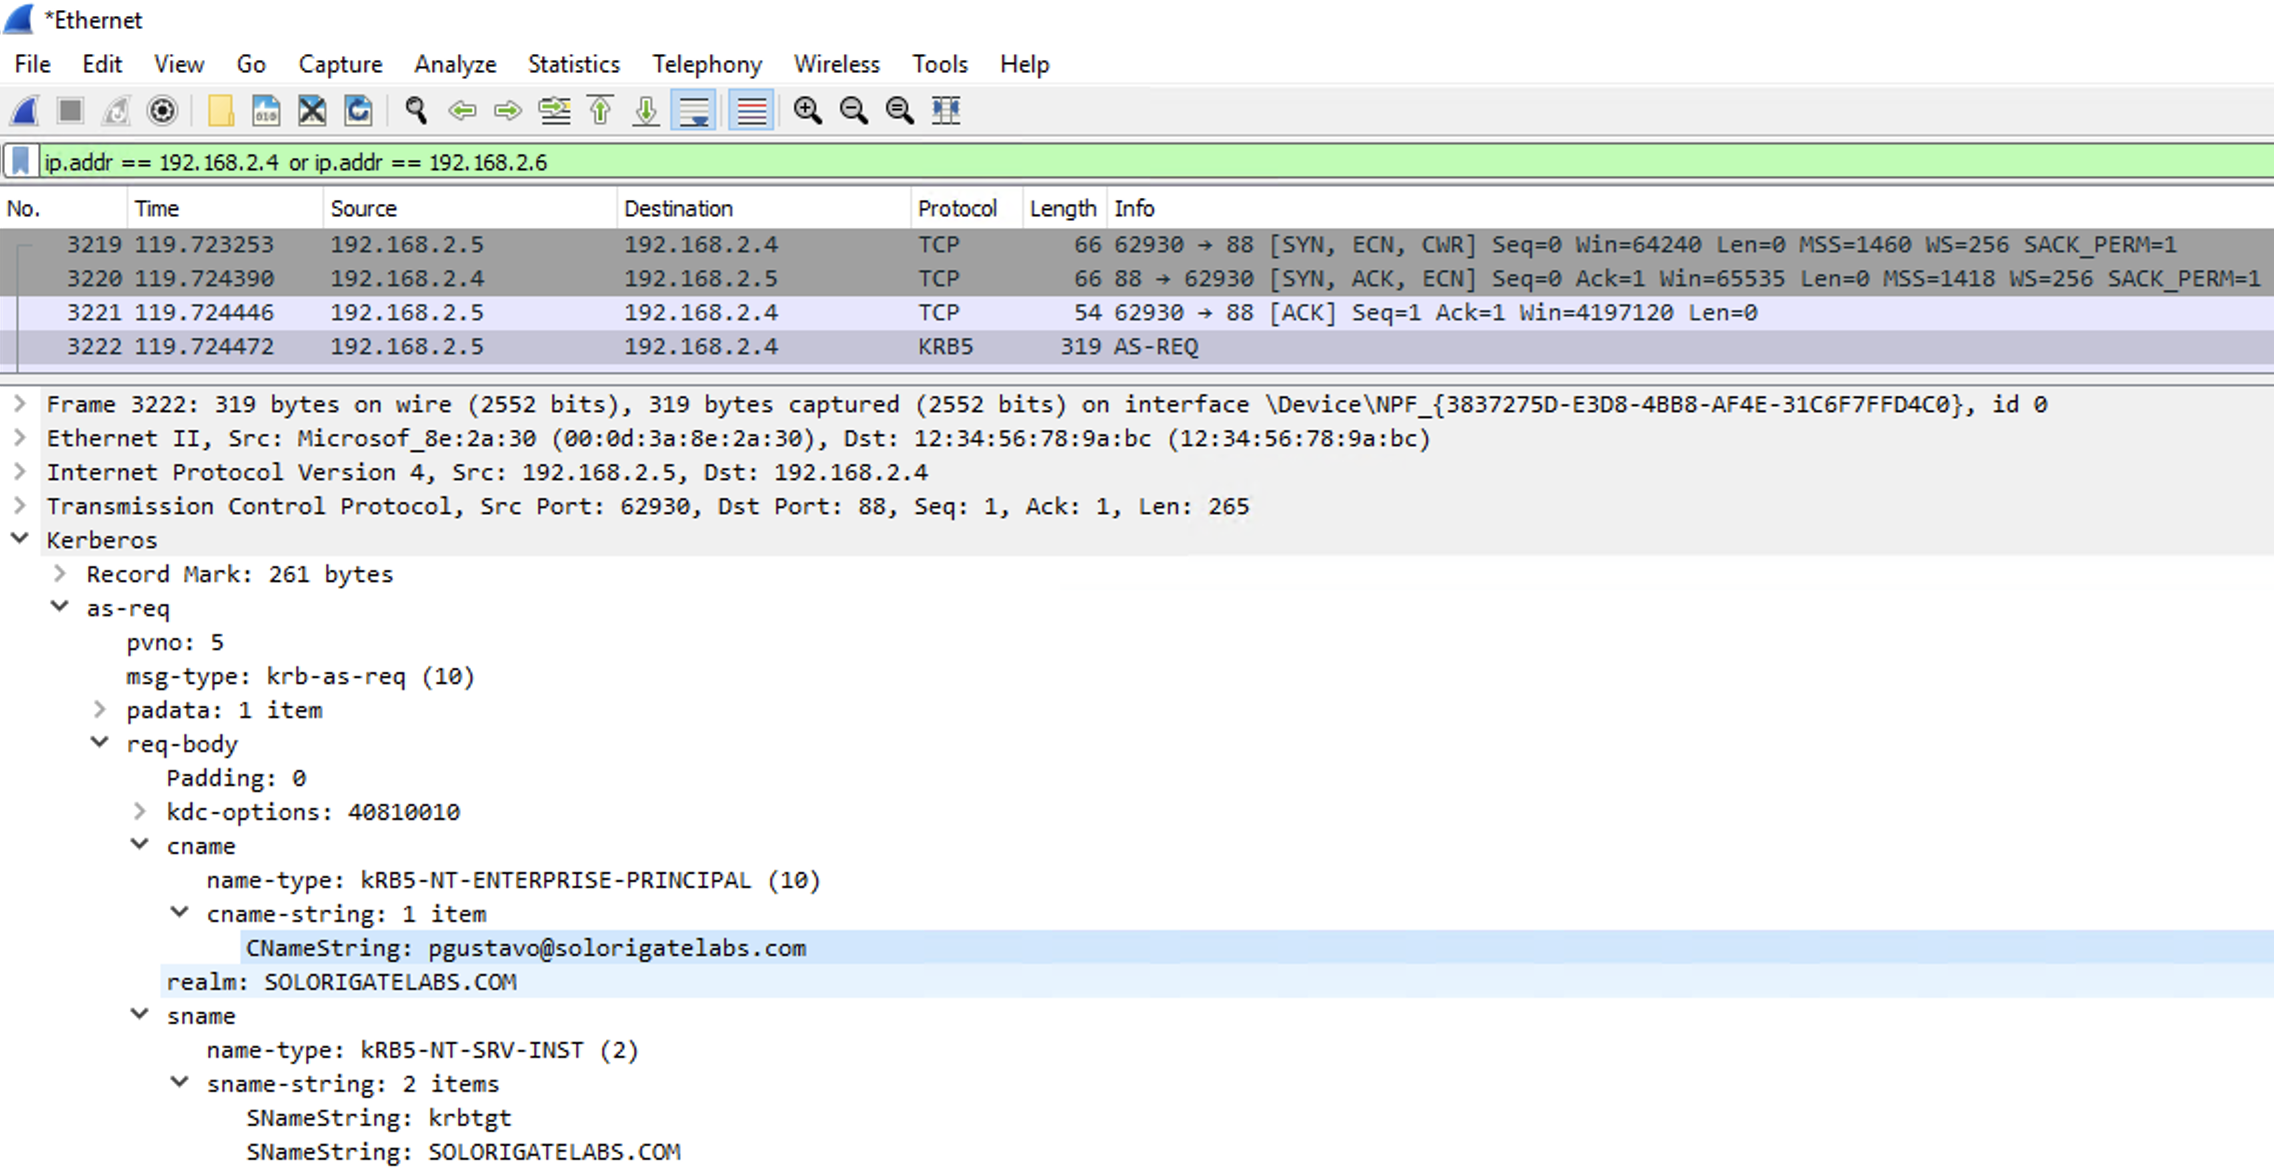 *Ethernet
File Edit View Go Capture Analyze Statistics Telephony Wireless Tools Help
ip.addr == 192.168.2.4 or ip.addr == 192.168.2.6
No. Time Source Destination Protocol Length Info
3219 119.723253 192.168.2.5 192.168.2.4 TCP 66 62930 → 88 [SYN, ECN, CWR] Seq=0 Win=64240 Len=0 MSS=1460 WS=256 SACK_PERM=1
3220 119.724390 192.168.2.4 192.168.2.5 TCP 66 88 → 62930 [SYN, ACK, ECN] Seq=0 Ack=1 Win=65535 Len=0 MSS=1418 WS=256 SACK_PERM=1
3221 119.724446 192.168.2.5 192.168.2.4 TCP 54 62930 → 88 [ACK] Seq=1 Ack=1 Win=4197120 Len=0
3222 119.724472 192.168.2.5 192.168.2.4 KRB5 319 AS-REQ
Frame 3222: 319 bytes on wire (2552 bits), 319 bytes captured (2552 bits) on interface \Device\NPF_{3837275D-E3D8-4BB8-AF4E-31C6F7FFD4C0}, id 0
Ethernet II, Src: Microsof_8e:2a:30 (00:0d:3a:8e:2a:30), Dst: 12:34:56:78:9a:bc (12:34:56:78:9a:bc)
Internet Protocol Version 4, Src: 192.168.2.5, Dst: 192.168.2.4
Transmission Control Protocol, Src Port: 62930, Dst Port: 88, Seq: 1, Ack: 1, Len: 265
Kerberos
Record Mark: 261 bytes
as-req
pvno: 5
msg-type: krb-as-req (10)
padata: 1 item
req-body
Padding: 0
kdc-options: 40810010
cname
name-type: kRB5-NT-ENTERPRISE-PRINCIPAL (10)
cname-string: 1 item
CNameString: pgustavo@solorigatelabs.com
realm: SOLORIGATELABS.COM
sname
name-type: kRB5-NT-SRV-INST (2)
sname-string: 2 items
SNameString: krbtgt
SNameString: SOLORIGATELABS.COM